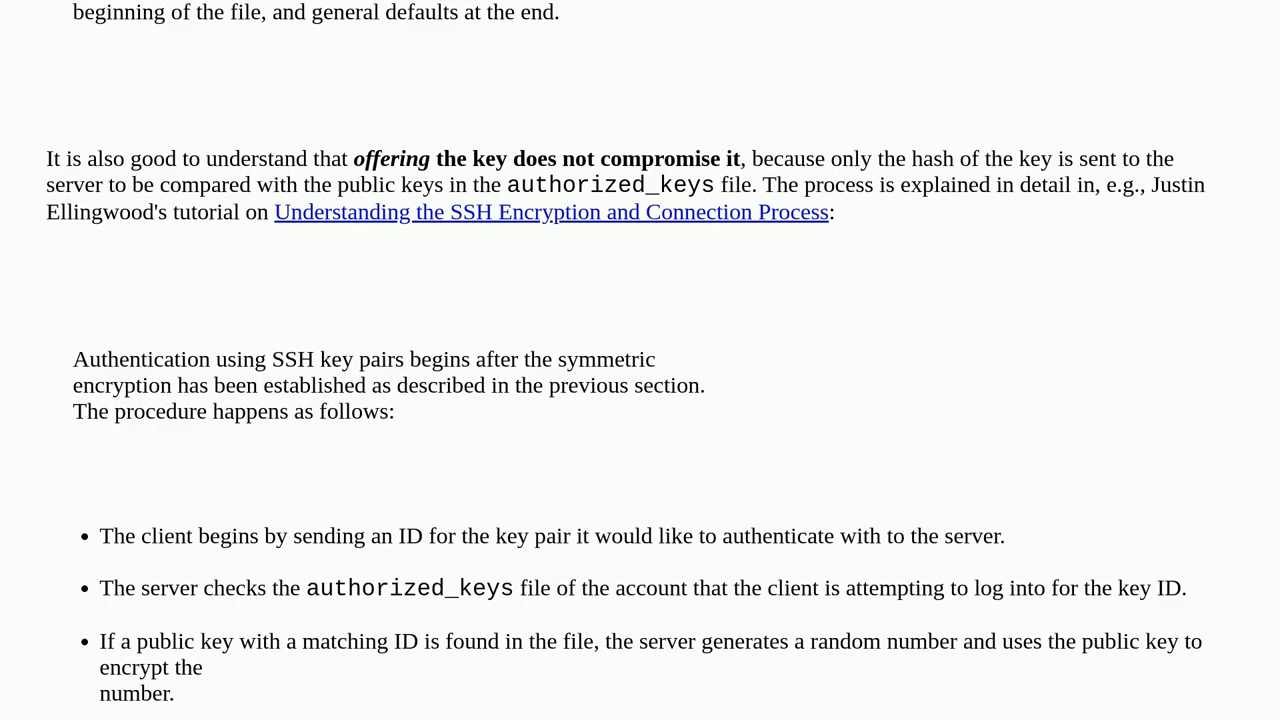 beginning of the file, and general defaults at the end.
It is also good to understand that offering the key does not compromise it, because only the hash of the key is sent to the
server to be compared with the public keys in the authorized_keys file. The process is explained in detail in, e.g., Justin
Ellingwood's tutorial on Understanding the SSH Encryption and Connection Process:
Authentication using SSH key pairs begins after the symmetric
encryption has been established as described in the previous section.
The procedure happens as follows:
• The client begins by sending an ID for the key pair it would like to authenticate with to the server.
• The server checks the authorized_keys file of the account that the client is attempting to log into for the key ID.
• If a public key with a matching ID is found in the file, the server generates a random number and uses the public key to
encrypt the
number.